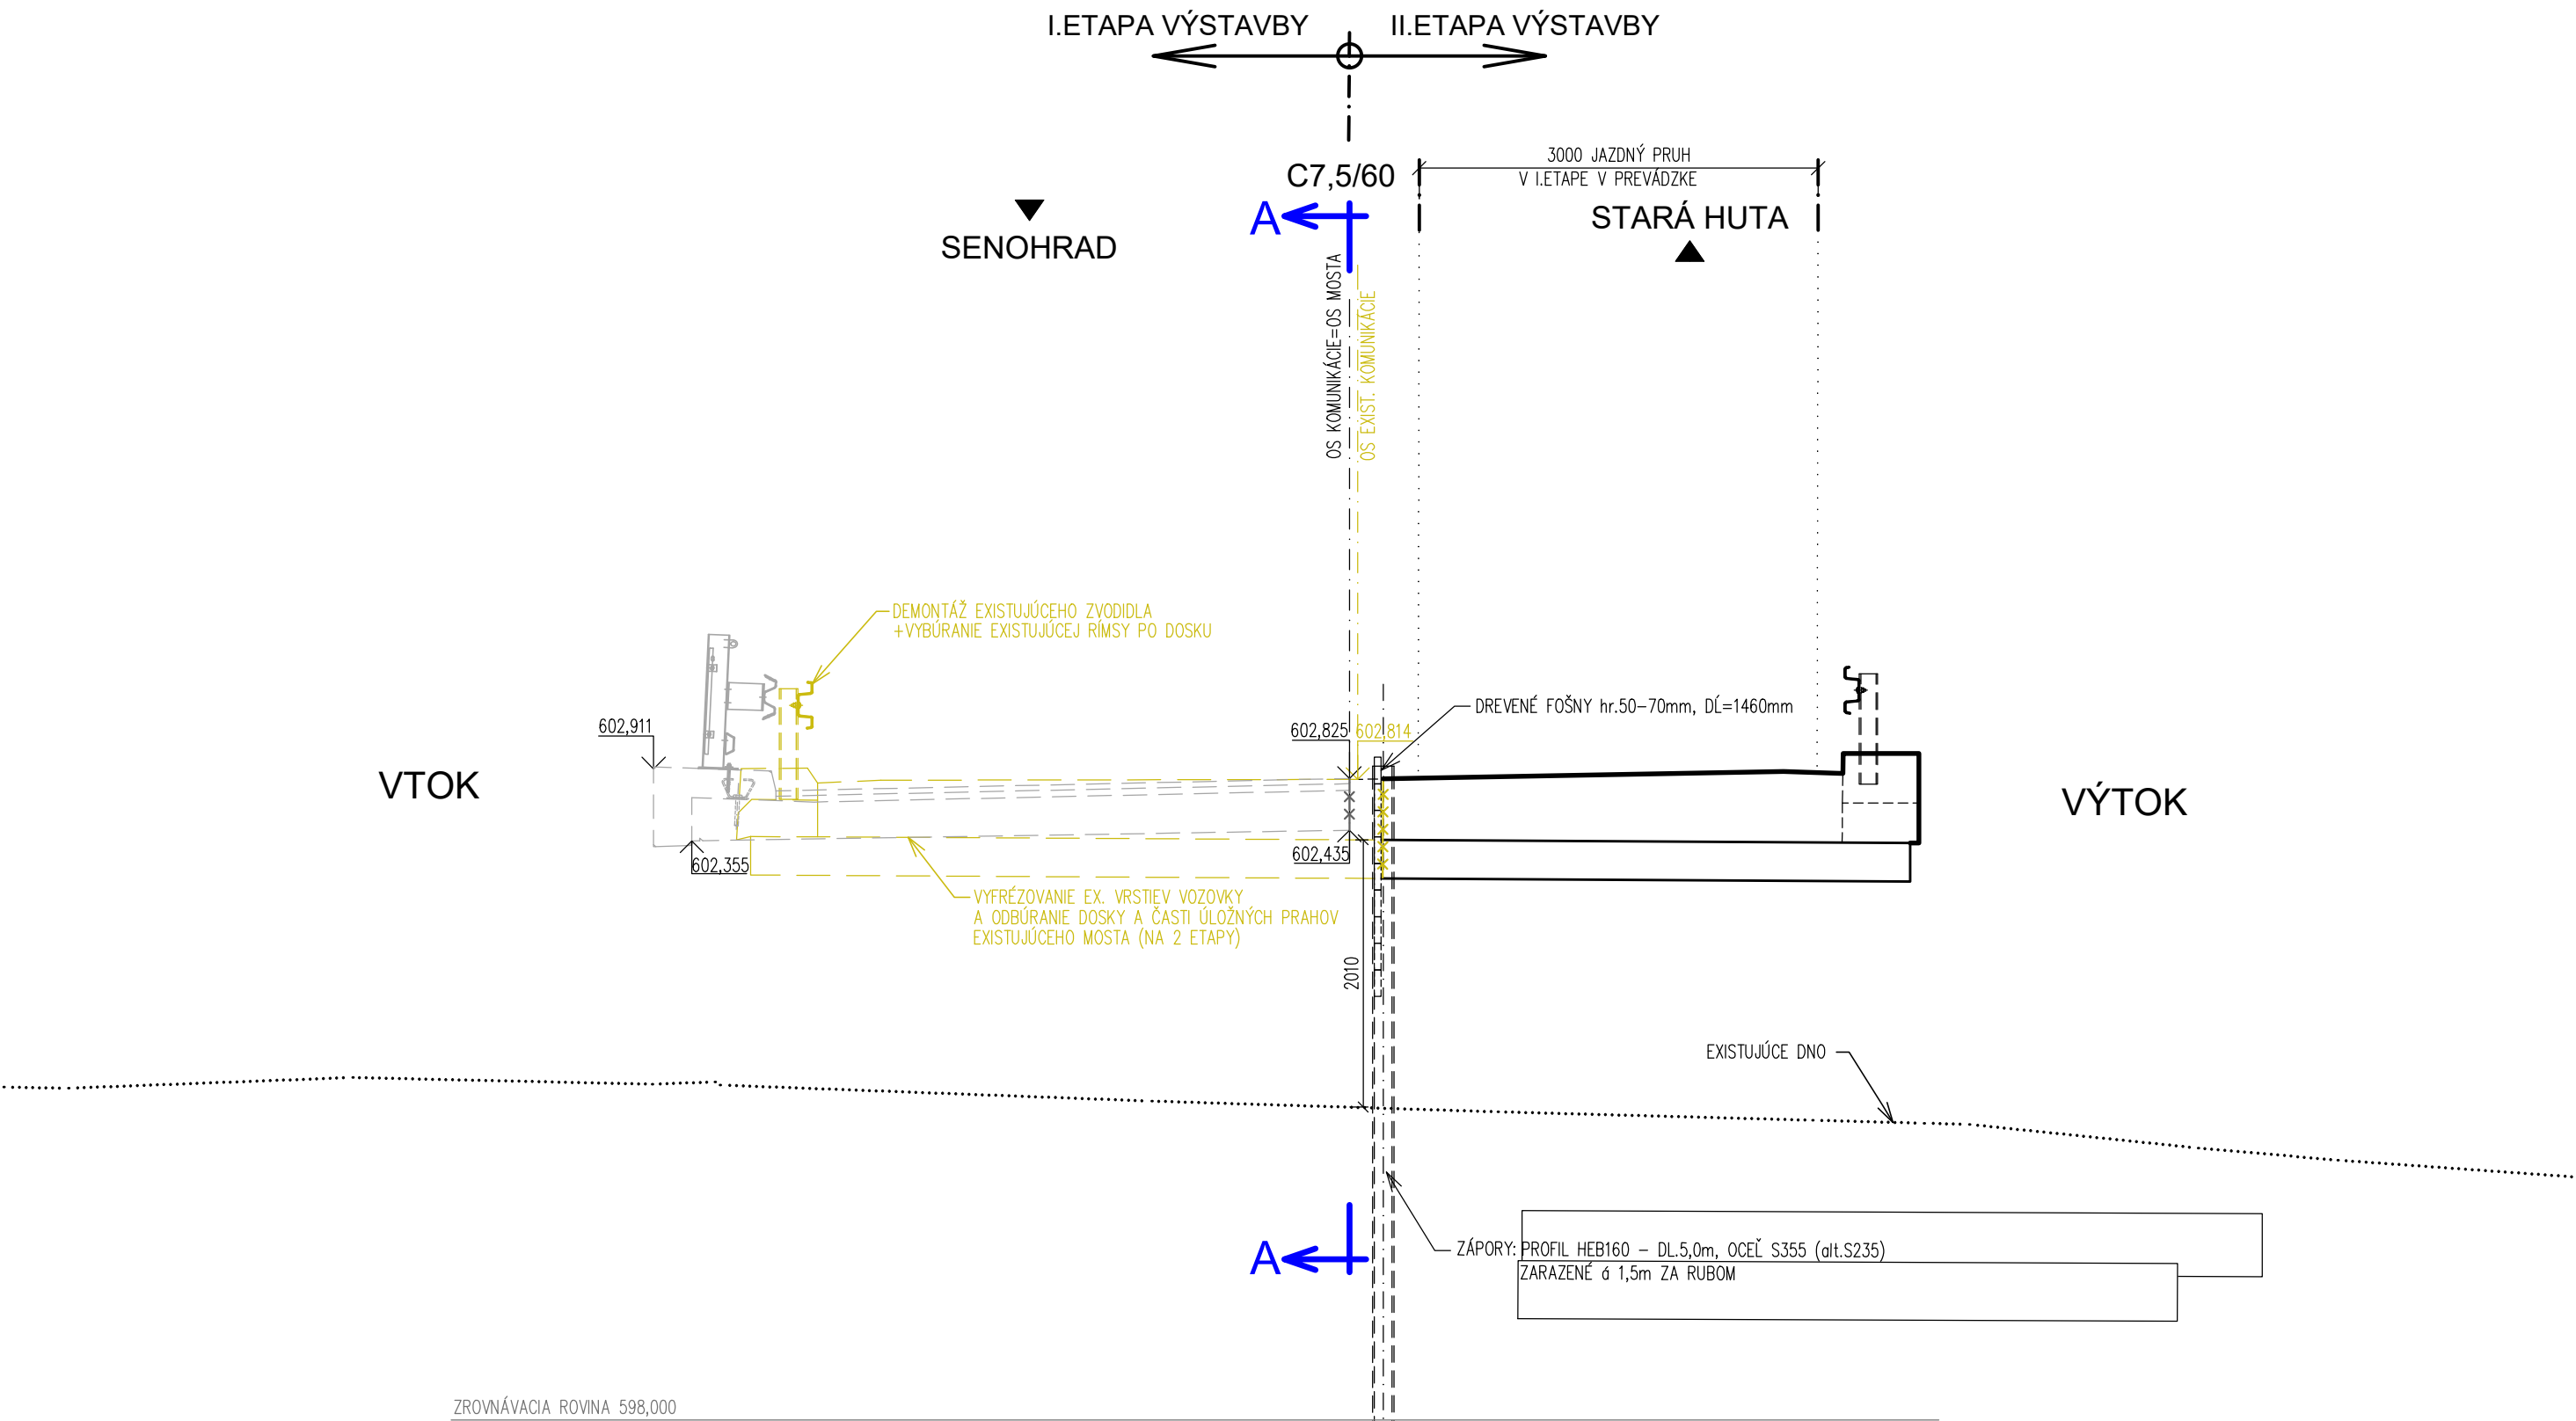 I.ETAPA VÝSTAVBY
II.ETAPA VÝSTAVBY
3000 JAZDNÝ PRUH
V I.ETAPE V PREVÁDZKE
C7,5/60
A
STARÁ HUTA
SENOHRAD
OS KOMUNIKÁCIE=OS MOSTA
OS EXIST. KOMUNIKÁCIE
DEMONTÁŽ EXISTUJÚCEHO ZVODIDLA
+VYBÚRANIE EXISTUJÚCEJ RÍMSY PO DOSKU
DREVENÉ FOŠNY hr.50-70mm, DĹ=1460mm
602,911
602,825
602,814
VTOK
VÝTOK
602,355
602,435
VYFRÉZOVANIE EX. VRSTIEV VOZOVKY
A ODBÚRANIE DOSKY A ČASTI ÚLOŽNÝCH PRAHOV
EXISTUJÚCEHO MOSTA (NA 2 ETAPY)
2010
EXISTUJÚCE DNO
A
ZÁPORY: PROFIL HEB160 - DL.5,0m, OCEĽ S355 (alt.S235)
ZARAZENÉ á 1,5m ZA RUBOM
ZROVNÁVACIA ROVINA 598,000